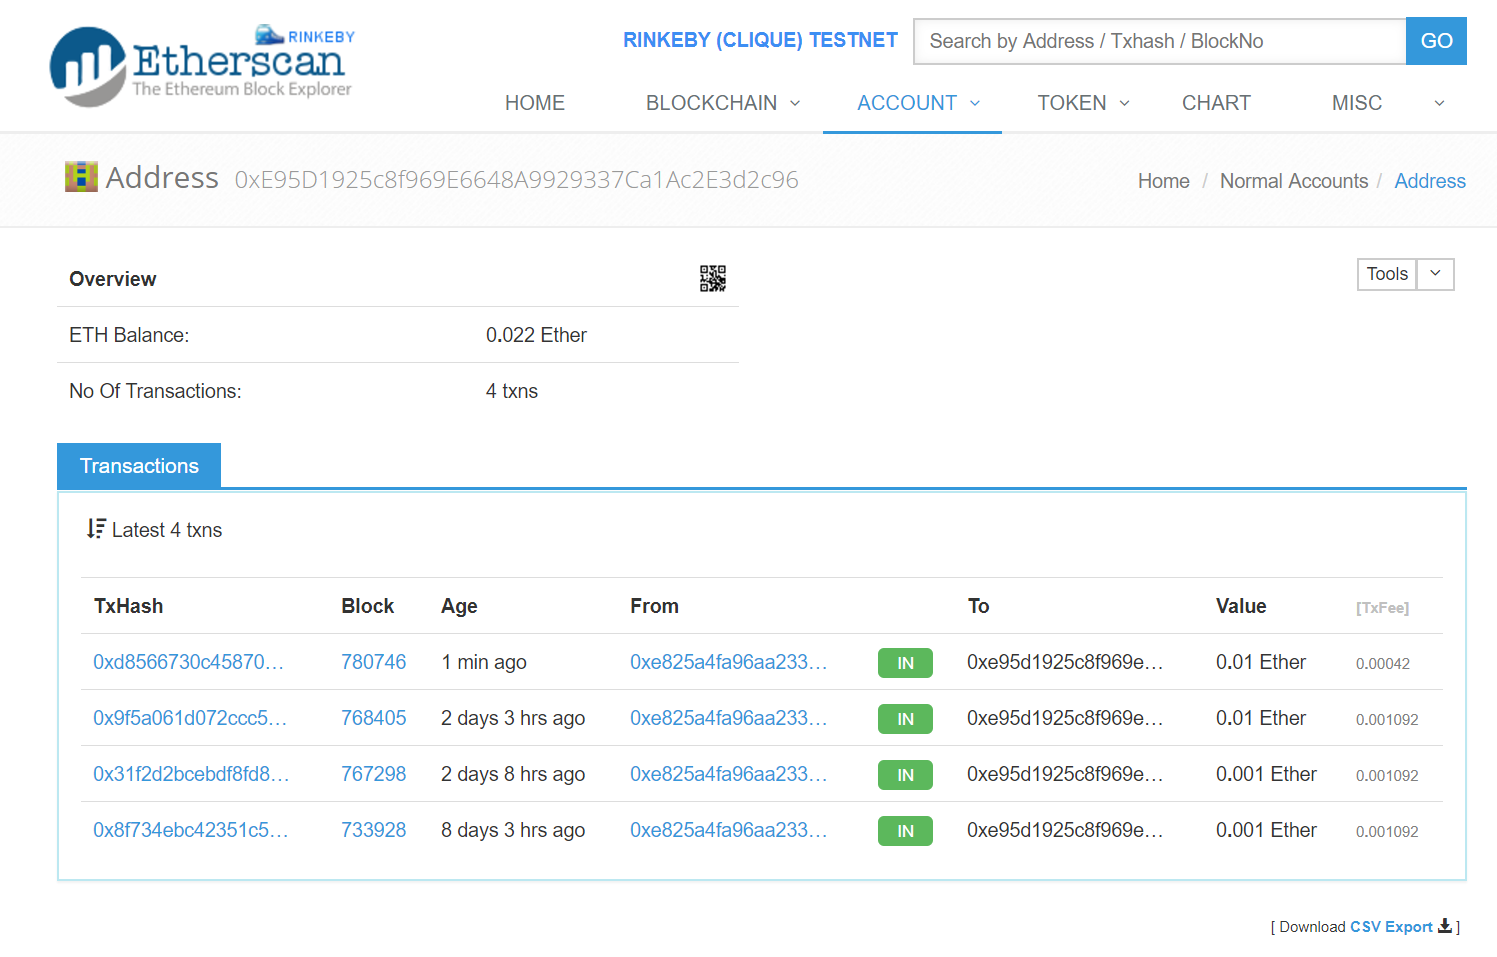 RINKEBY
Etherscan
The Ethereum Block Explorer
RINKEBY (CLIQUE) TESTNET
Search by Address / Txhash / BlockNo
GO
HOME BLOCKCHAIN ACCOUNT TOKEN CHART MISC
Address 0xE95D1925c8f969E6648A9929337Ca1Ac2E3d2c96
Home / Normal Accounts / Address
Overview
Tools
ETH Balance: 0.022 Ether
No Of Transactions: 4 txns
Transactions
Latest 4 txns
TxHash Block Age From To Value [TxFee]
0xd8566730c45870... 780746 1 min ago 0xe825a4fa96aa233... IN 0xe95d1925c8f969e... 0.01 Ether 0.00042
0x9f5a061d072ccc5... 768405 2 days 3 hrs ago 0xe825a4fa96aa233... IN 0xe95d1925c8f969e... 0.01 Ether 0.001092
0x31f2d2bcebdf8fd8... 767298 2 days 8 hrs ago 0xe825a4fa96aa233... IN 0xe95d1925c8f969e... 0.001 Ether 0.001092
0x8f734ebc42351c5... 733928 8 days 3 hrs ago 0xe825a4fa96aa233... IN 0xe95d1925c8f969e... 0.001 Ether 0.001092
[ Download CSV Export ]